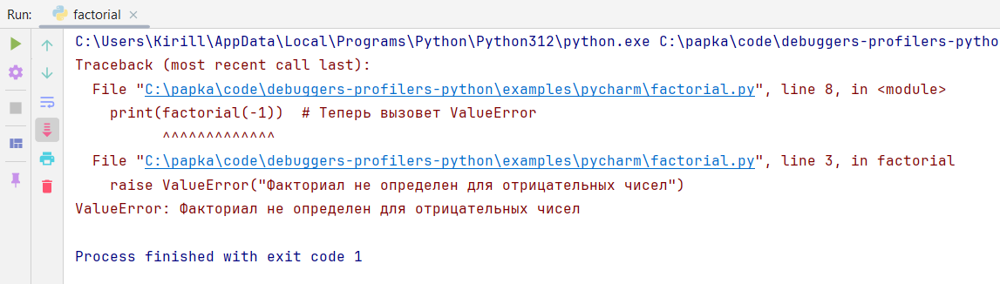 Run: factorial
C:\Users\Kirill\AppData\Local\Programs\Python\Python312\python.exe C:\papka\code\debuggers-profilers-pytho
Traceback (most recent call last):
File "C:\papka\code\debuggers-profilers-python\examples\pycharm\factorial.py", line 8, in <module>
print(factorial(-1))  # Теперь вызовет ValueError
^^^^^^^^^^^^^
File "C:\papka\code\debuggers-profilers-python\examples\pycharm\factorial.py", line 3, in factorial
raise ValueError("Факториал не определен для отрицательных чисел")
ValueError: Факториал не определен для отрицательных чисел
Process finished with exit code 1